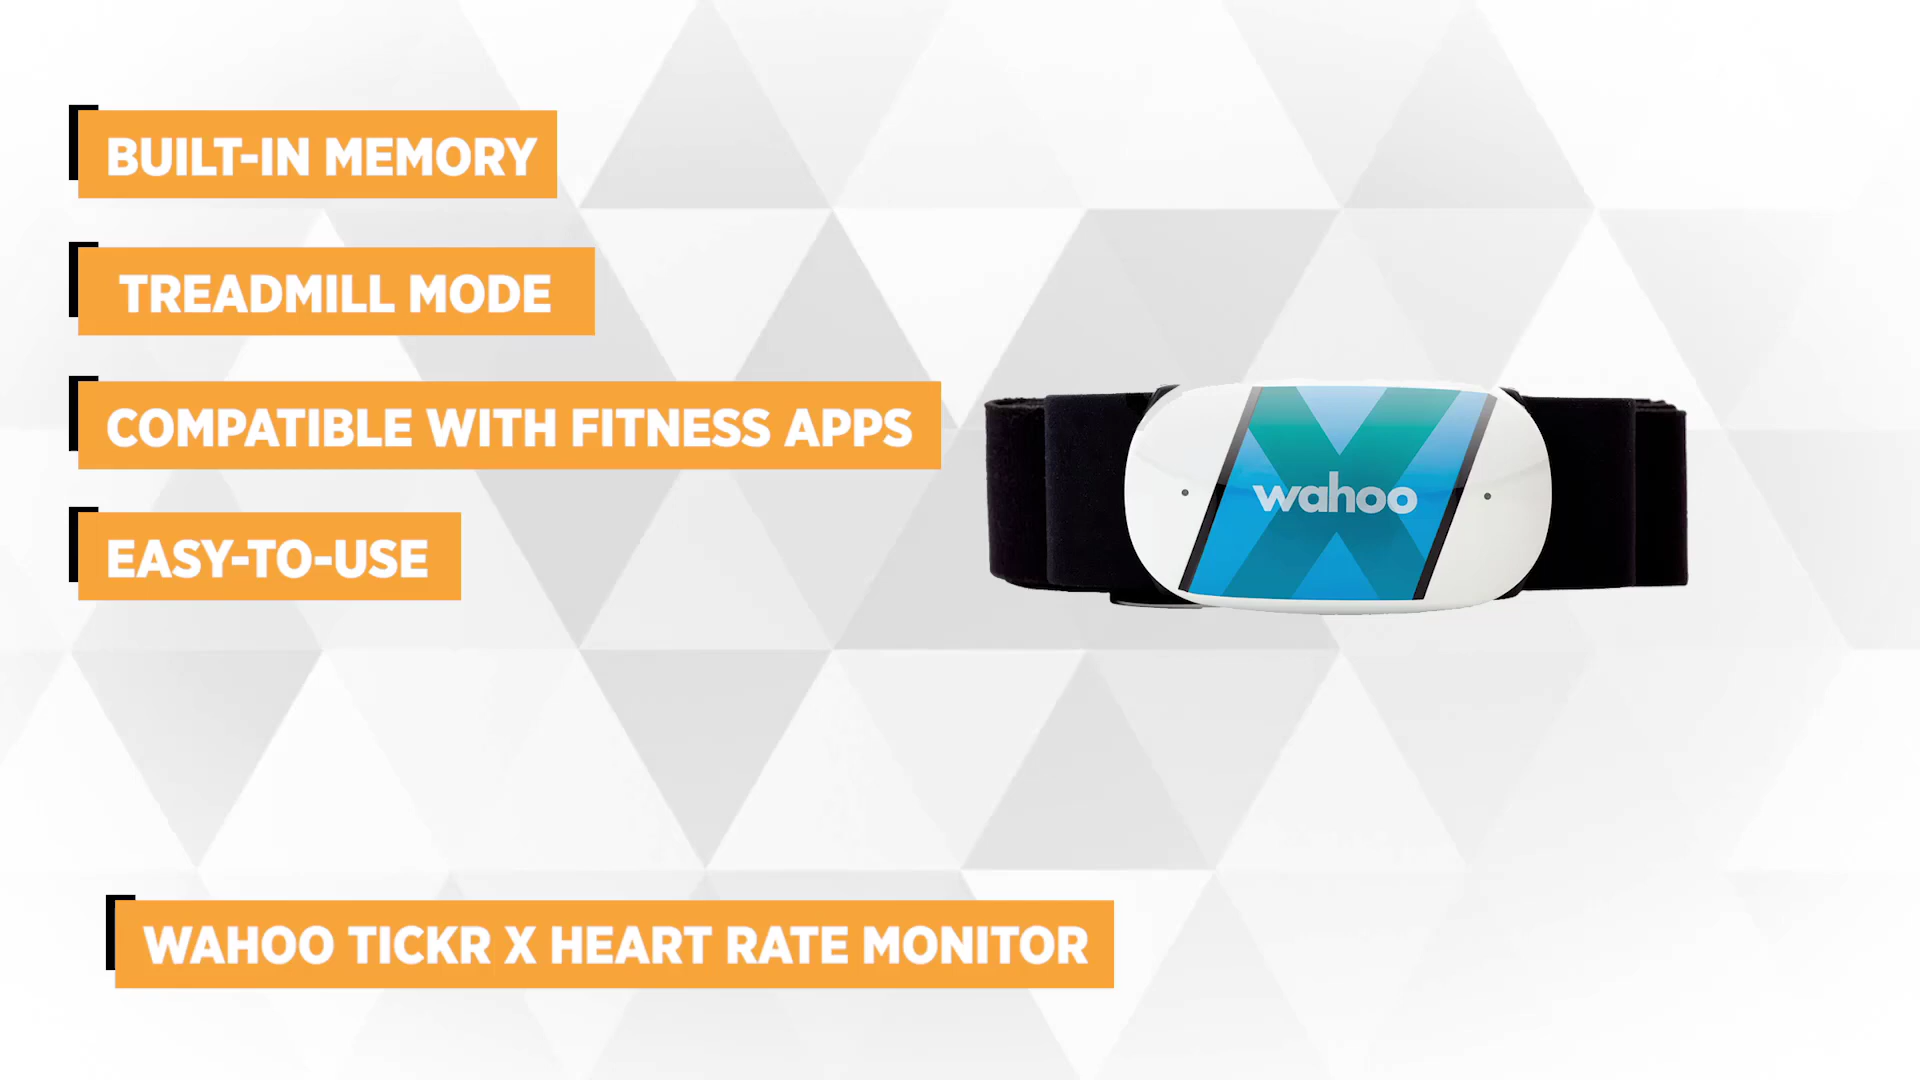 BUILT-IN MEMORY
TREADMILL MODE
COMPATIBLE WITH FITNESS APPS
EASY-TO-USE
wahoo
WAHOO TICKR X HEART RATE MONITOR